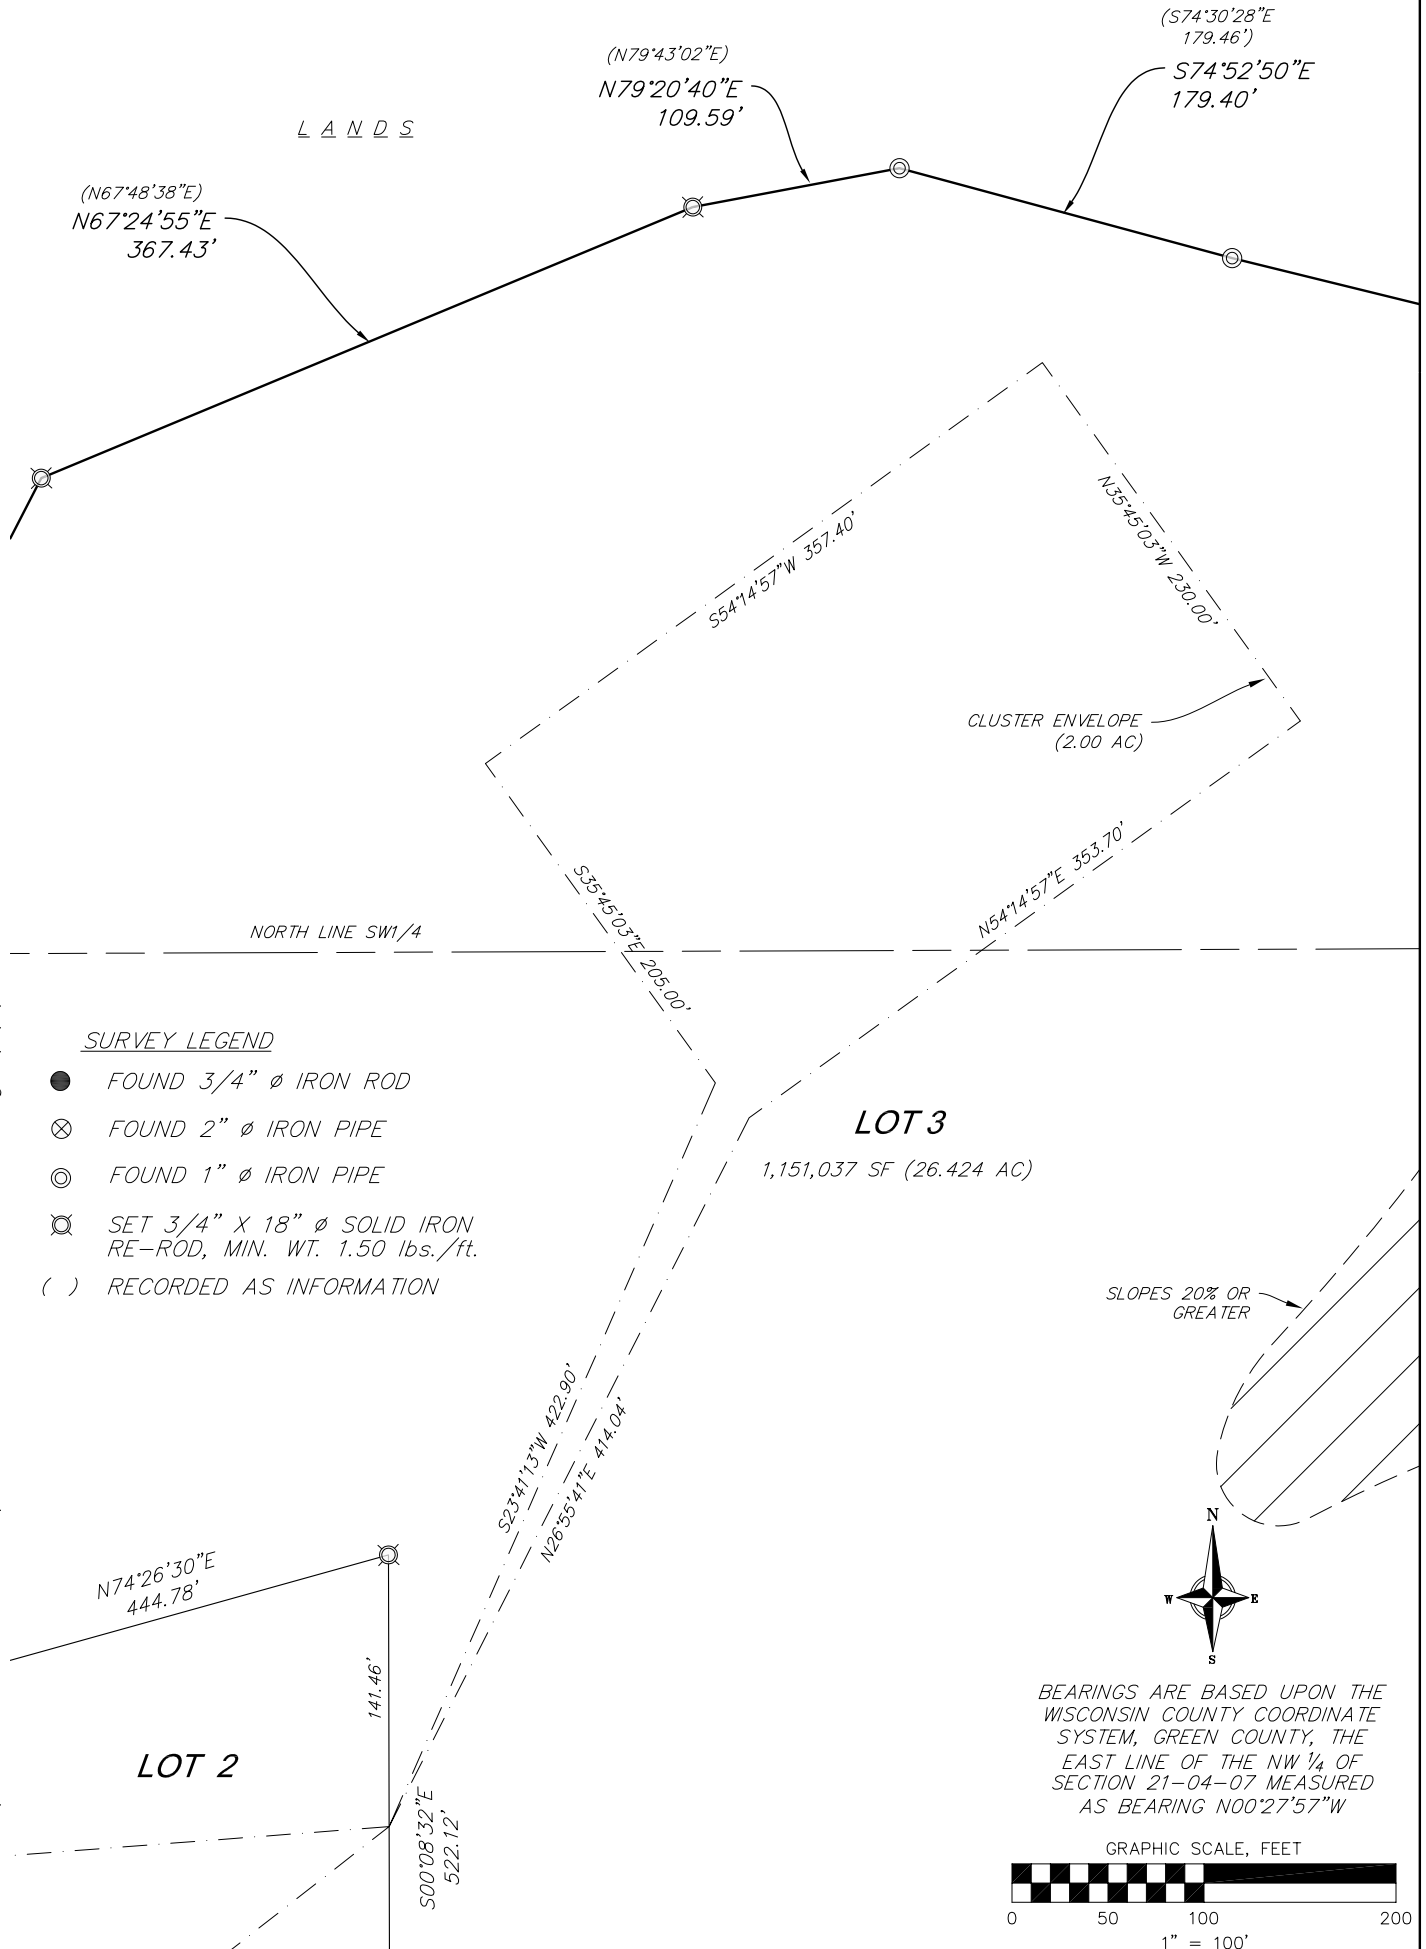 (S74°30'28"E
179.46')
S74°52'50"E
179.40'
(N79°43'02"E)
N79°20'40"E
109.59'
LANDS
(N67°48'38"E)
N67°24'55"E
367.43'
S54°14'57"W 357.40'
N35°45'03"W 230.00'
CLUSTER ENVELOPE
(2.00 AC)
N54°14'57"E 353.70'
S35°45'03"E 205.00'
NORTH LINE SW1/4
SURVEY LEGEND
FOUND 3/4" ø IRON ROD
FOUND 2" ø IRON PIPE
FOUND 1" ø IRON PIPE
SET 3/4" X 18" ø SOLID IRON
RE-ROD, MIN. WT. 1.50 lbs./ft.
( ) RECORDED AS INFORMATION
LOT 3
1,151,037 SF (26.424 AC)
SLOPES 20% OR
GREATER
S23°41'13"W 422.90'
N26°55'41"E 414.04'
N74°26'30"E
444.78'
141.46'
LOT 2
S00°08'32"E
522.12'
N
W E
S
BEARINGS ARE BASED UPON THE
WISCONSIN COUNTY COORDINATE
SYSTEM, GREEN COUNTY, THE
EAST LINE OF THE NW ¼ OF
SECTION 21-04-07 MEASURED
AS BEARING N00°27'57"W
GRAPHIC SCALE, FEET
0 50 100 200
1" = 100'